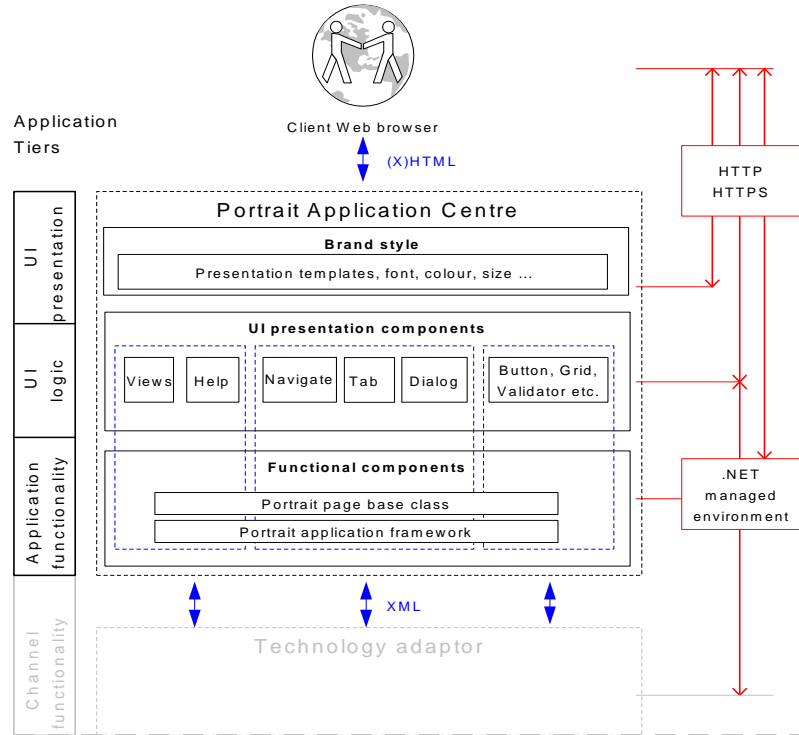 Client Web browser
Application
Tiers
(X)HTML
HTTP
HTTPS
UI
presentation
Portrait Application Centre
Brand style
Presentation templates, font, colour, size ...
UI
logic
UI presentation components
Views
Help
Navigate
Tab
Dialog
Button, Grid,
Validator etc.
Application
functionality
Functional components
Portrait page base class
Portrait application framework
.NET
managed
environment
XML
Channel
functionality
Technology adaptor